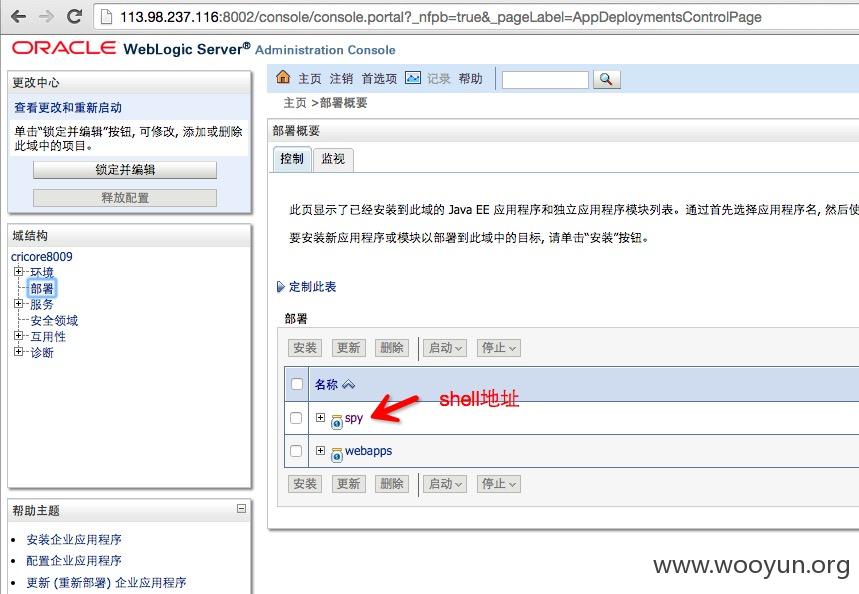 113.98.237.116:8002/console/console.portal?_nfpb=true&_pageLabel=AppDeploymentsControlPage
ORACLE WebLogic Server® Administration Console
更改中心
查看更改和重新启动
单击“锁定并编辑”按钮, 可修改, 添加或删除
此域中的项目。
锁定并编辑
释放配置
域结构
cricore8009
环境
部署
服务
安全领域
互用性
诊断
帮助主题
安装企业应用程序
配置企业应用程序
更新 (重新部署) 企业应用程序
主页 注销 首选项 记录 帮助
主页 >部署概要
部署概要
控制 监视
此页显示了已经安装到此域的 Java EE 应用程序和独立应用程序模块列表。通过首先选择应用程序名, 然后使
要安装新应用程序或模块以部署到此域中的目标, 请单击“安装”按钮。
定制此表
部署
安装 更新 删除 启动 停止
名称
spy
shell地址
webapps
安装 更新 删除 启动 停止
www.wooyun.org